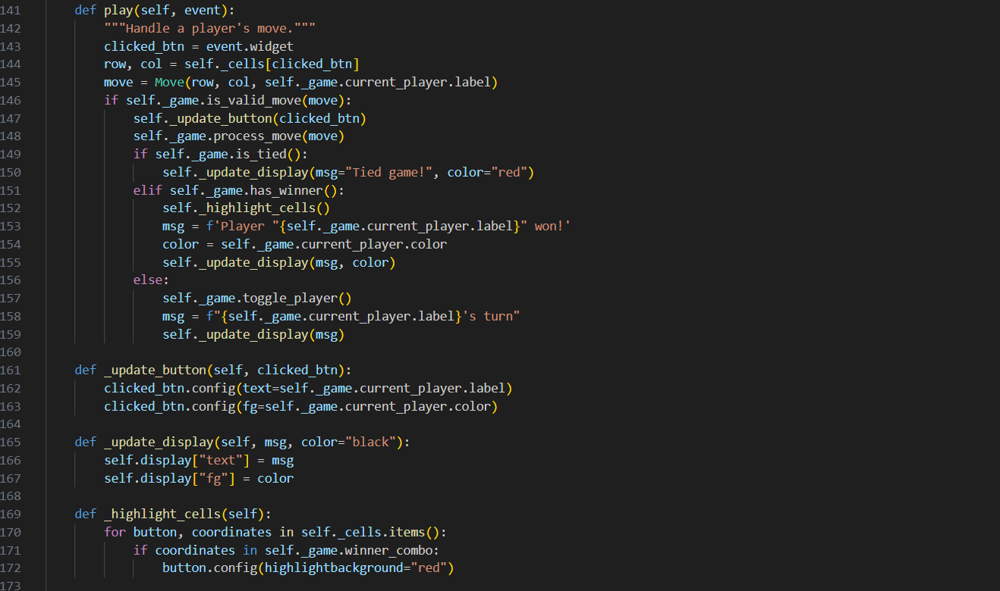 141 def play(self, event):
142 """Handle a player's move."""
143 clicked_btn = event.widget
144 row, col = self._cells[clicked_btn]
145 move = Move(row, col, self._game.current_player.label)
146 if self._game.is_valid_move(move):
147 self._update_button(clicked_btn)
148 self._game.process_move(move)
149 if self._game.is_tied():
150 self._update_display(msg="Tied game!", color="red")
151 elif self._game.has_winner():
152 self._highlight_cells()
153 msg = f'Player "{self._game.current_player.label}" won!'
154 color = self._game.current_player.color
155 self._update_display(msg, color)
156 else:
157 self._game.toggle_player()
158 msg = f"{self._game.current_player.label}'s turn"
159 self._update_display(msg)
160
161 def _update_button(self, clicked_btn):
162 clicked_btn.config(text=self._game.current_player.label)
163 clicked_btn.config(fg=self._game.current_player.color)
164
165 def _update_display(self, msg, color="black"):
166 self.display["text"] = msg
167 self.display["fg"] = color
168
169 def _highlight_cells(self):
170 for button, coordinates in self._cells.items():
171 if coordinates in self._game.winner_combo:
172 button.config(highlightbackground="red")
173